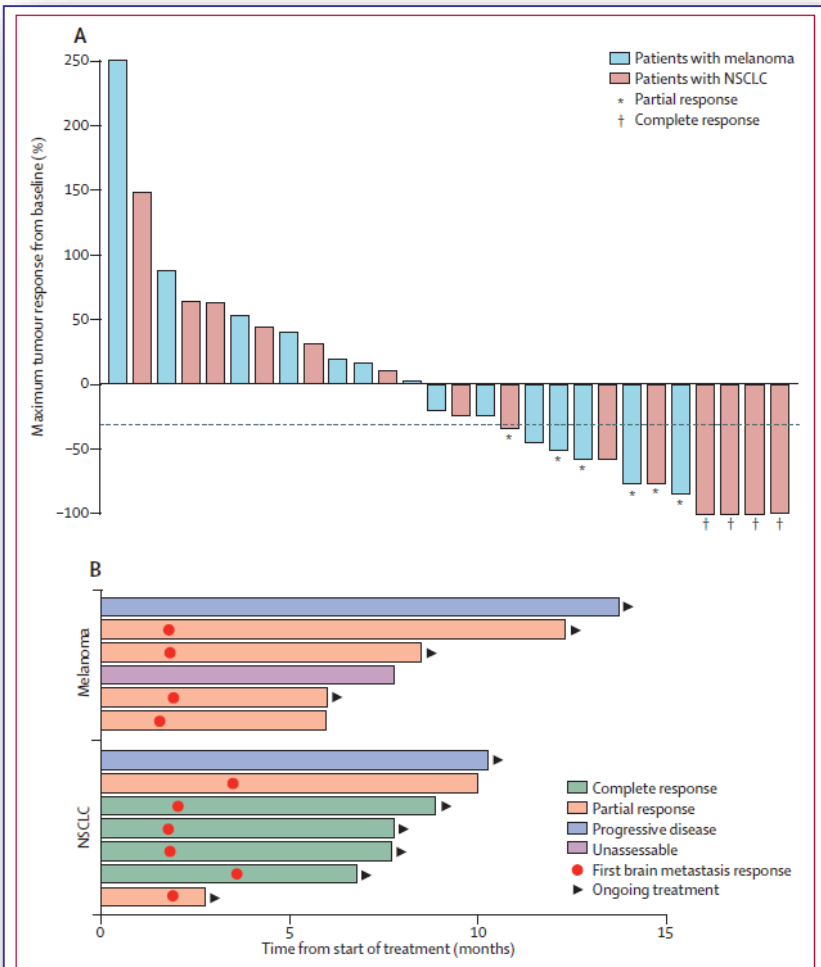 A
250
200
150
100
50
0
−50
−100
Maximum tumour response from baseline (%)
Patients with melanoma
Patients with NSCLC
* Partial response
† Complete response
* * * * * * † † † †
B
Melanoma
NSCLC
Complete response
Partial response
Progressive disease
Unassessable
First brain metastasis response
Ongoing treatment
0 5 10 15
Time from start of treatment (months)